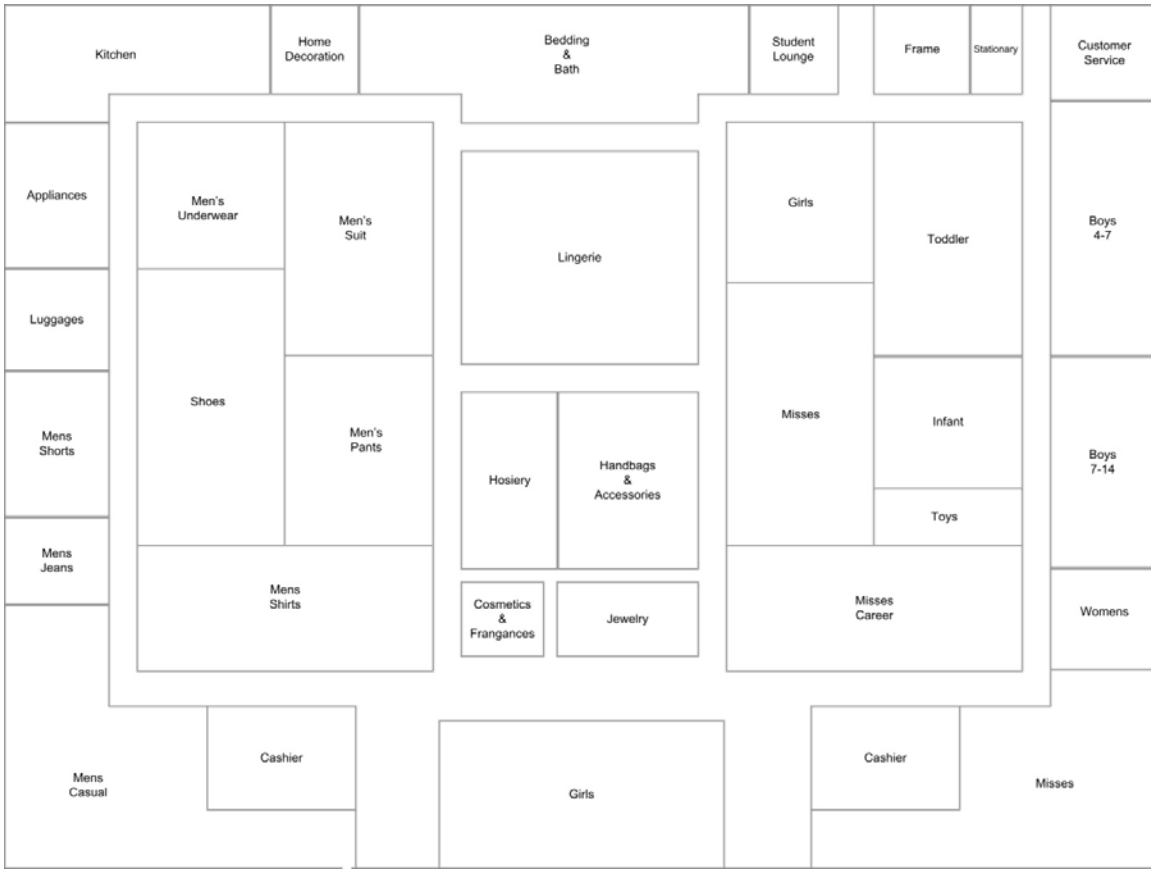 Kitchen
Home
Decoration
Bedding
&
Bath
Student
Lounge
Frame
Stationary
Customer
Service
Appliances
Men's
Underwear
Men's
Suit
Lingerie
Girls
Toddler
Boys
4-7
Luggages
Shoes
Mens
Shorts
Men's
Pants
Hosiery
Handbags
&
Accessories
Misses
Infant
Toys
Boys
7-14
Mens
Jeans
Mens
Shirts
Cosmetics
&
Frangances
Jewelry
Misses
Career
Womens
Mens
Casual
Cashier
Girls
Cashier
Misses